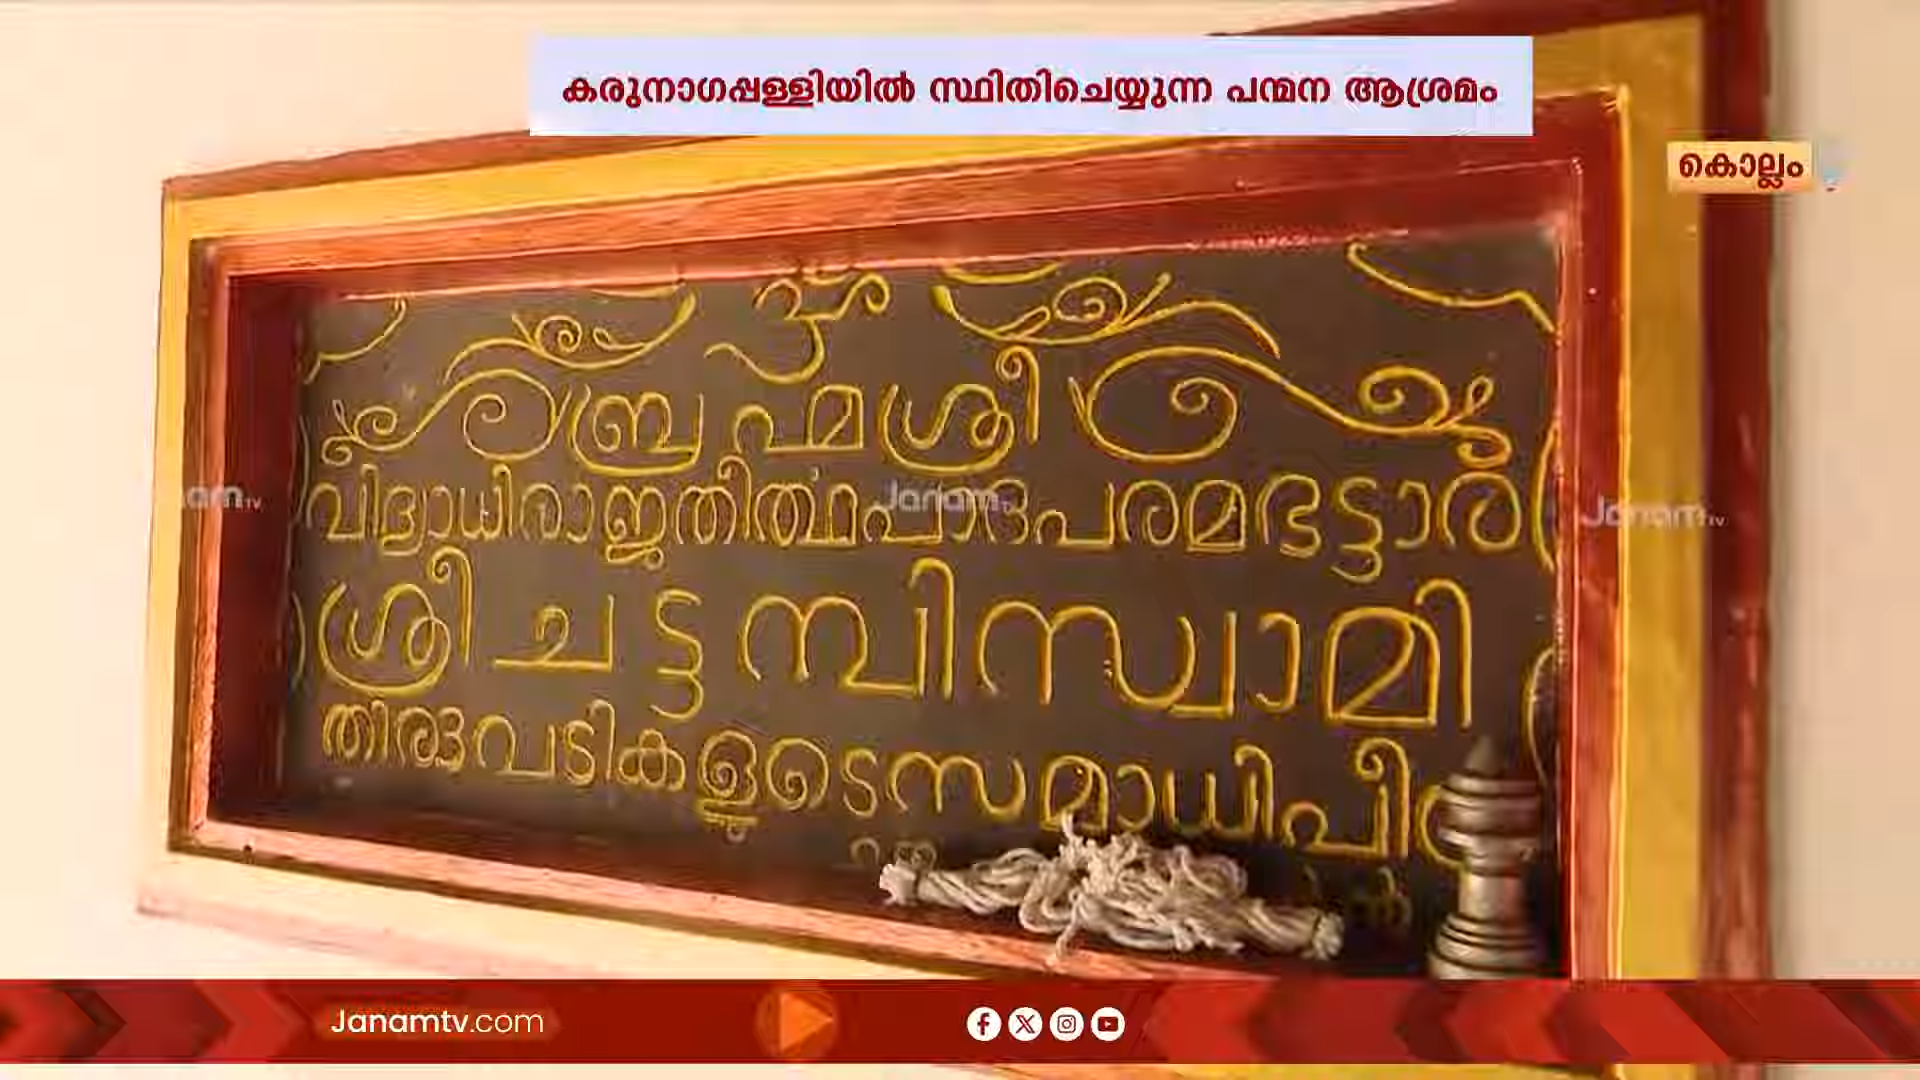 കരുനാഗപ്പള്ളിയിൽ സ്ഥിതിചെയ്യുന്ന പന്മന ആശ്രമം
കൊല്ലം
ബ്രഹ്മശ്രീ
വിദ്യാധിരാജതീർത്ഥപാദപരമഭട്ടാര
ശ്രീ ചട്ടമ്പിസ്വാമി
തിരുവടികളുടെസമാധിപീഠ
Janamtv
Janamtv.com